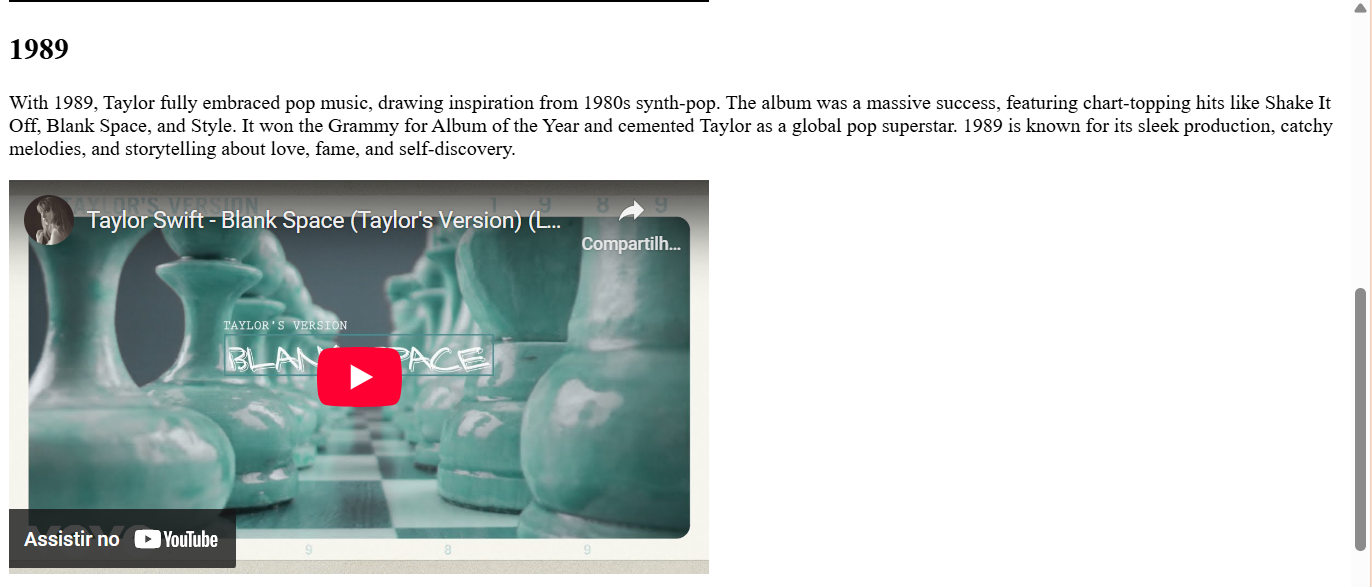 1989
With 1989, Taylor fully embraced pop music, drawing inspiration from 1980s synth-pop. The album was a massive success, featuring chart-topping hits like Shake It
Off, Blank Space, and Style. It won the Grammy for Album of the Year and cemented Taylor as a global pop superstar. 1989 is known for its sleek production, catchy
melodies, and storytelling about love, fame, and self-discovery.
TAYLOR'S VERSION 1 9 8 9
Taylor Swift - Blank Space (Taylor's Version) (L...
Compartilh...
TAYLOR'S VERSION
BLAN PACE
vevo
Assistir no YouTube
9 8 9